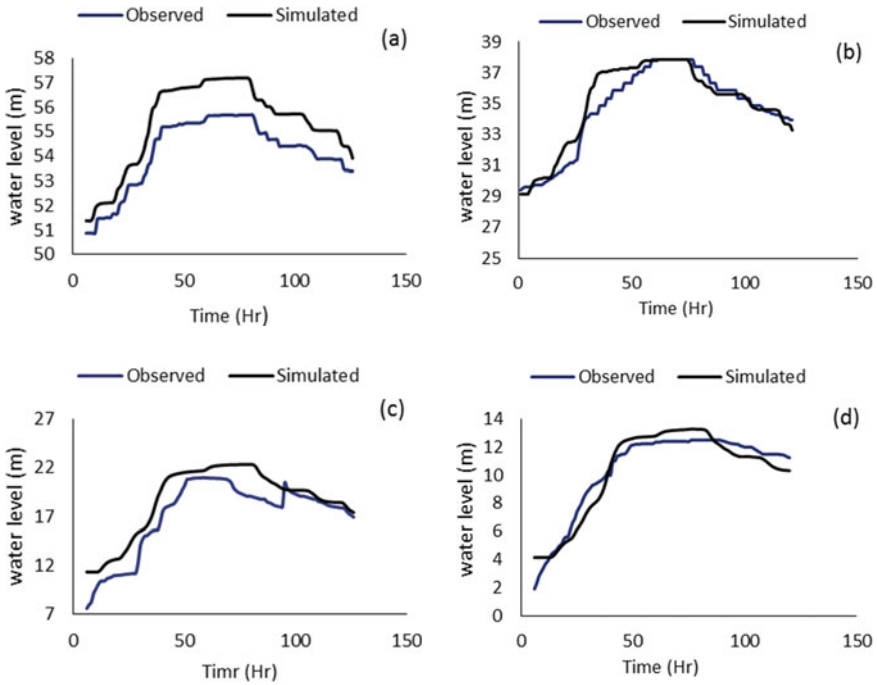 Observed Simulated
(a)
58
57
56
55
54
53
52
51
50
water level (m)
0 50 100 150
Time (Hr)
Observed Simulated
(b)
39
37
35
33
31
29
27
25
water level (m)
0 50 100 150
Time (Hr)
Observed Simulated
(c)
27
22
17
12
7
water level (m)
0 50 100 150
Timr (Hr)
Observed Simulated
(d)
14
12
10
8
6
4
2
0
water level (m)
0 50 100 150
Time (Hr)